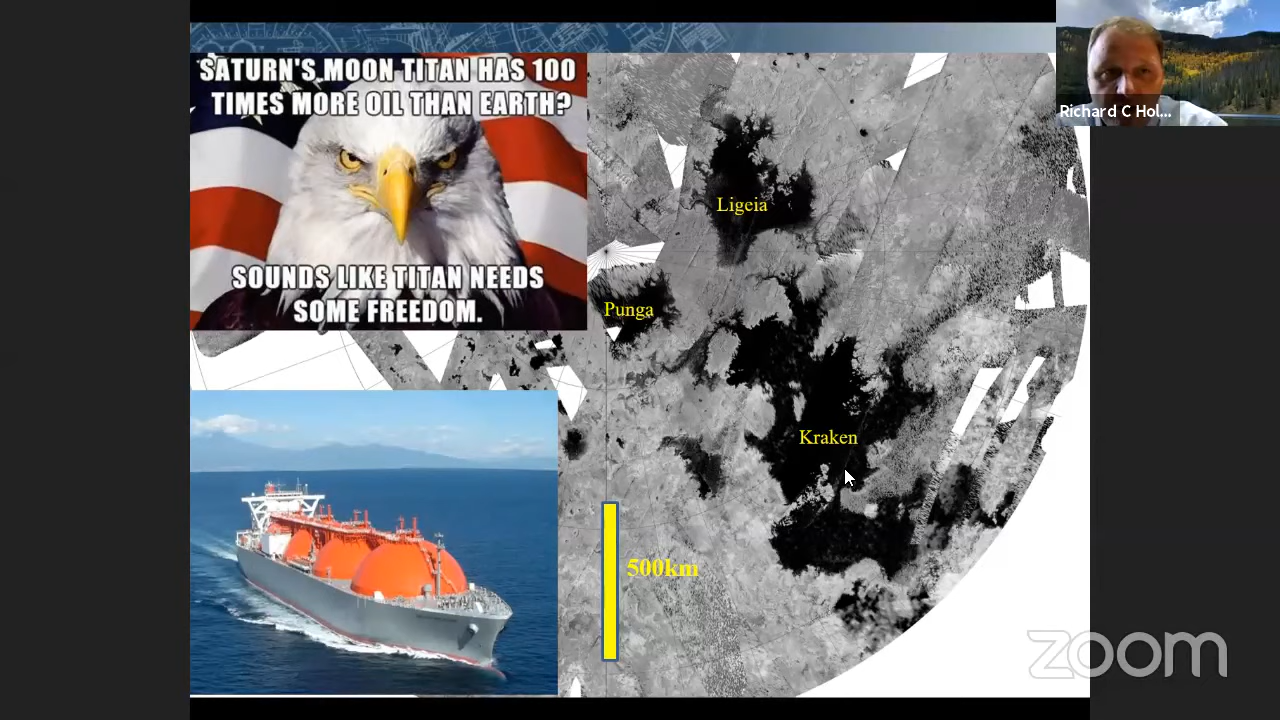 SATURN'S MOON TITAN HAS 100
TIMES MORE OIL THAN EARTH?
SOUNDS LIKE TITAN NEEDS
SOME FREEDOM.
Ligeia
Punga
Kraken
500km
Richard C Hol...
zoom